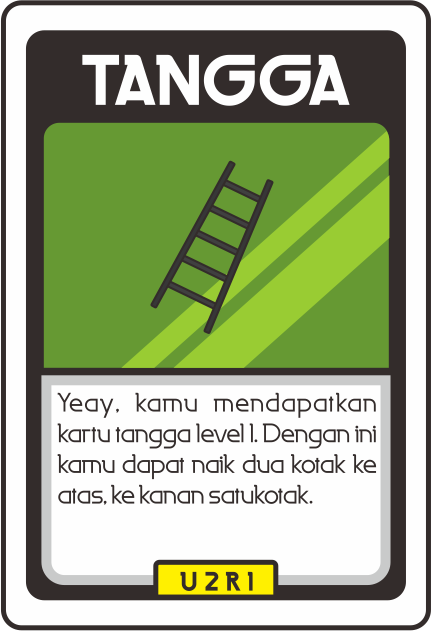 TANGGA
Yeay, kamu mendapatkan
kartu tangga level 1. Dengan ini
kamu dapat naik dua kotak ke
atas, ke kanan satukotak.
U2R1